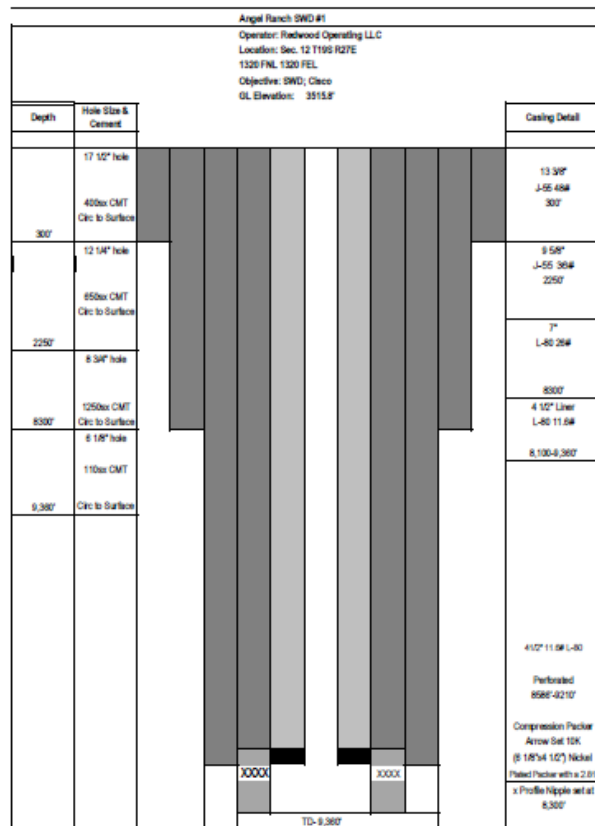 Angel Ranch SWD #1
Operator: Redwood Operating LLC
Location: Sec. 12 T19S R27E
1320 FNL 1320 FEL
Objective: SWD; Cisco
GL Elevation: 3515.8'
Depth
Hole Size &
Cement
Casing Detail
17 1/2" hole
400sx CMT
Circ to Surface
300'
12 1/4" hole
650sx CMT
Circ to Surface
2250'
8 3/4" hole
1250sx CMT
8300' Circ to Surface
6 1/8" hole
110sx CMT
9,360' Circ to Surface
13 3/8"
J-55 48#
300'
9 5/8"
J-55 36#
2250'
7"
L-80 26#
8300'
4 1/2" Liner
L-80 11.6#
8,100-9,360'
41/2" 11.6# L-80
Perforated
8586'-9210'
Compression Packer
Arrow Set 10K
(6 1/8"x4 1/2") Nickel
Plated Packer with a 2.81
x Profile Nipple set at
8,300'
XXXX
XXXX
TD- 9,360'